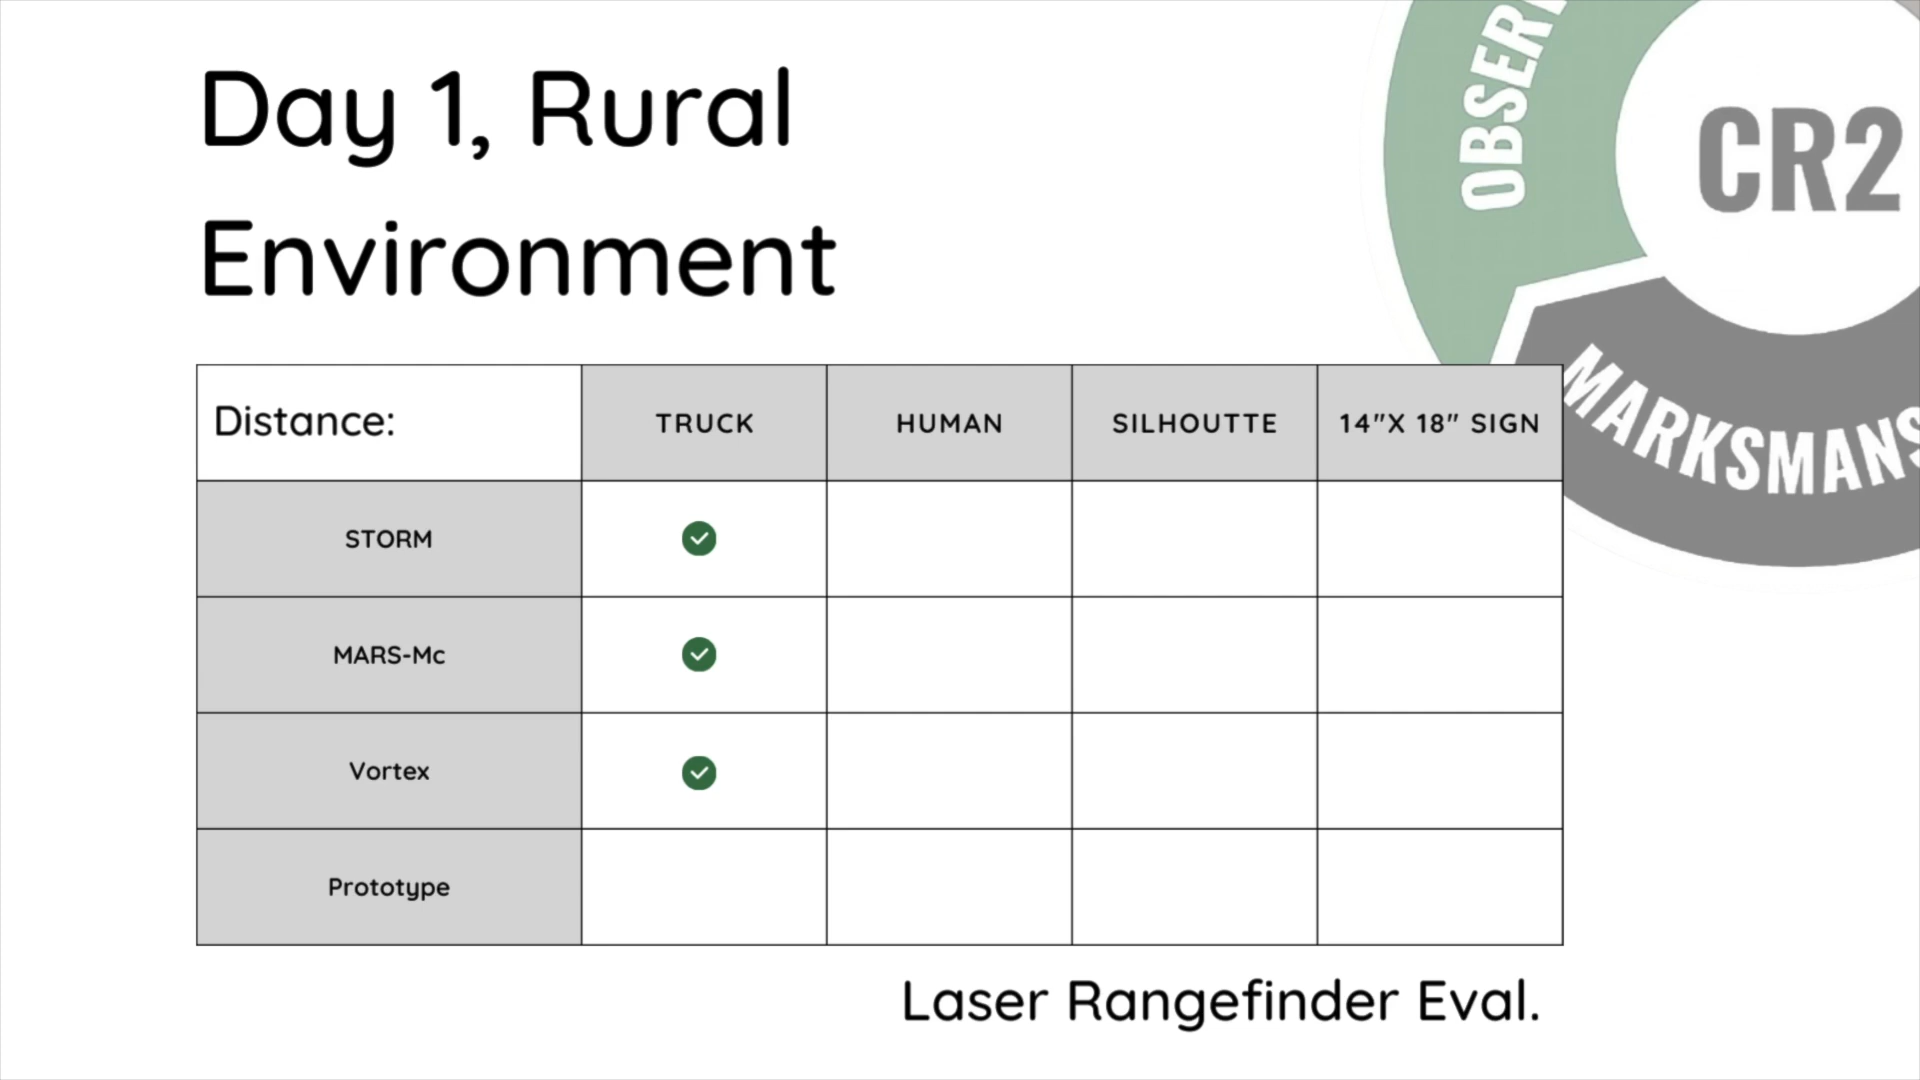 Day 1, Rural
Environment
OBSER
CR2
MARKSMANS
Distance: TRUCK HUMAN SILHOUTTE 14"X 18" SIGN
STORM
MARS-Mc
Vortex
Prototype
Laser Rangefinder Eval.